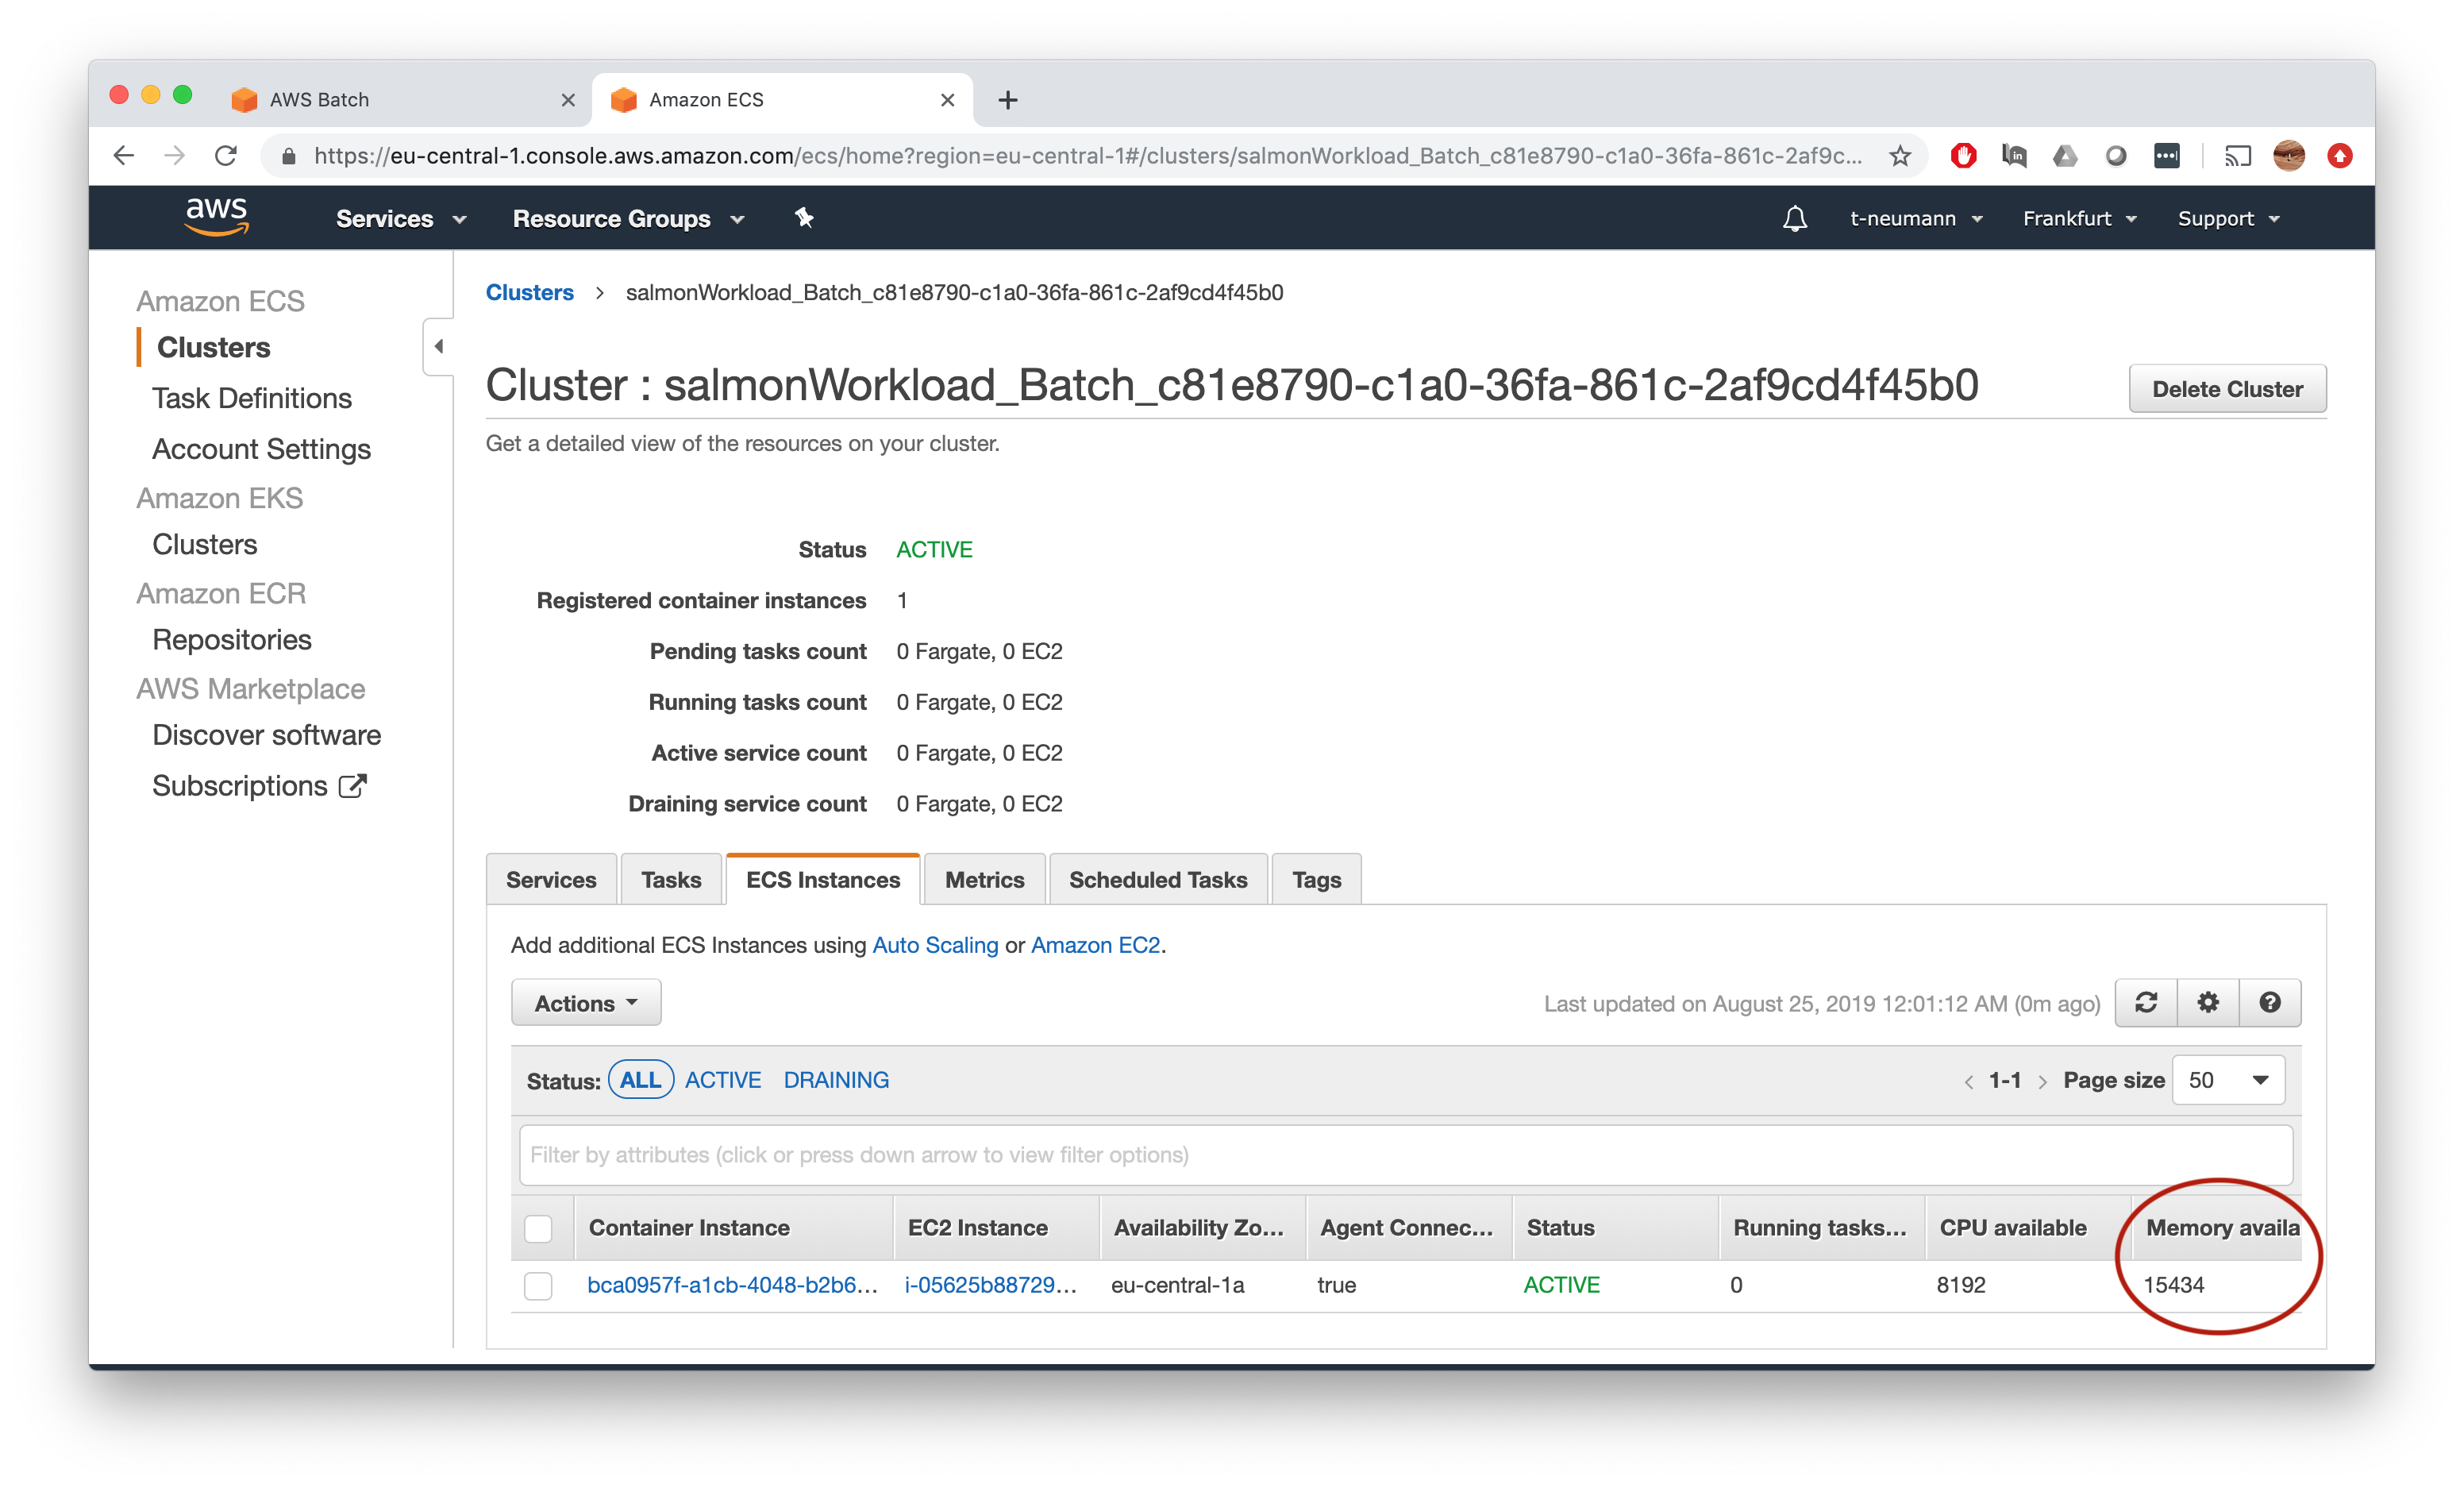 AWS Batch
Amazon ECS
https://eu-central-1.console.aws.amazon.com/ecs/home?region=eu-central-1#/clusters/salmonWorkload_Batch_c81e8790-c1a0-36fa-861c-2af9c...
in
aws
Services
Resource Groups
t-neumann
Frankfurt
Support
Amazon ECS
Clusters
Task Definitions
Account Settings
Amazon EKS
Clusters
Amazon ECR
Repositories
AWS Marketplace
Discover software
Subscriptions
Clusters > salmonWorkload_Batch_c81e8790-c1a0-36fa-861c-2af9cd4f45b0
Cluster : salmonWorkload_Batch_c81e8790-c1a0-36fa-861c-2af9cd4f45b0
Delete Cluster
Get a detailed view of the resources on your cluster.
Status ACTIVE
Registered container instances 1
Pending tasks count 0 Fargate, 0 EC2
Running tasks count 0 Fargate, 0 EC2
Active service count 0 Fargate, 0 EC2
Draining service count 0 Fargate, 0 EC2
Services Tasks ECS Instances Metrics Scheduled Tasks Tags
Add additional ECS Instances using Auto Scaling or Amazon EC2.
Actions
Last updated on August 25, 2019 12:01:12 AM (0m ago)
Status: ALL ACTIVE DRAINING
< 1-1 > Page size 50
Filter by attributes (click or press down arrow to view filter options)
Container Instance EC2 Instance Availability Zo... Agent Connec... Status Running tasks... CPU available Memory availa
bca0957f-a1cb-4048-b2b6... i-05625b88729... eu-central-1a true ACTIVE 0 8192 15434